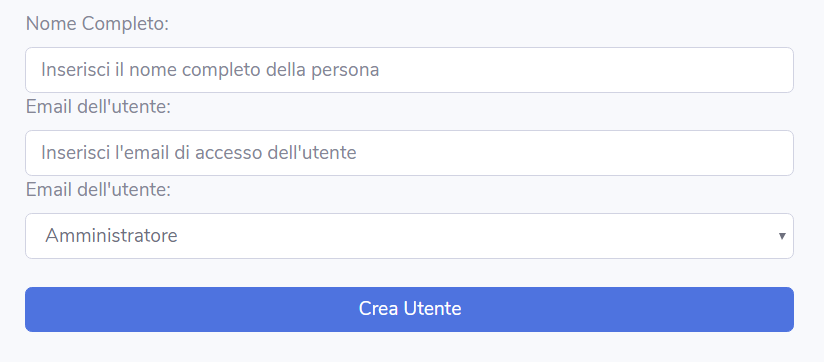 Nome Completo:
Inserisci il nome completo della persona
Email dell'utente:
Inserisci l'email di accesso dell'utente
Email dell'utente:
Amministratore
Crea Utente